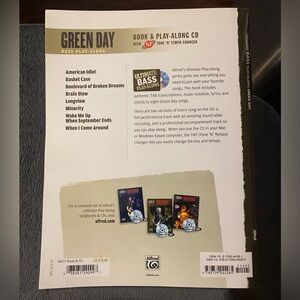 GREEN DAY
BASS PLAY-ALONG
BOOK & PLAY-ALONG CD
WITH TNT TONE 'N' TEMPO CHANGER
American Idiot
Basket Case
Boulevard of Broken Dreams
Brain Stew
Longview
Minority
Wake Me Up
When September Ends
When I Come Around
ULTIMATE
BASS
PLAY-ALONG
Alfred's Ultimate Play-Along
series gives you everything you
need to jam with your favorite
songs. This book includes
authentic TAB transcriptions, music notation, lyrics, and
chords to eight Green Day songs.
There are two versions of every song on the CDs: a
full-performance track with an amazing sound-alike
recording, and a professional accompaniment track so
you can play along. When you use the CD in your Mac
or Windows-based computer, the TNT (Tone 'N' Tempo)
Changer lets you easily change the key and tempo.
For a complete list of Alfred's
Ultimate Play-Along
songbooks & CDs, visit
alfred.com
Book & CD
Alfred
alfred.com